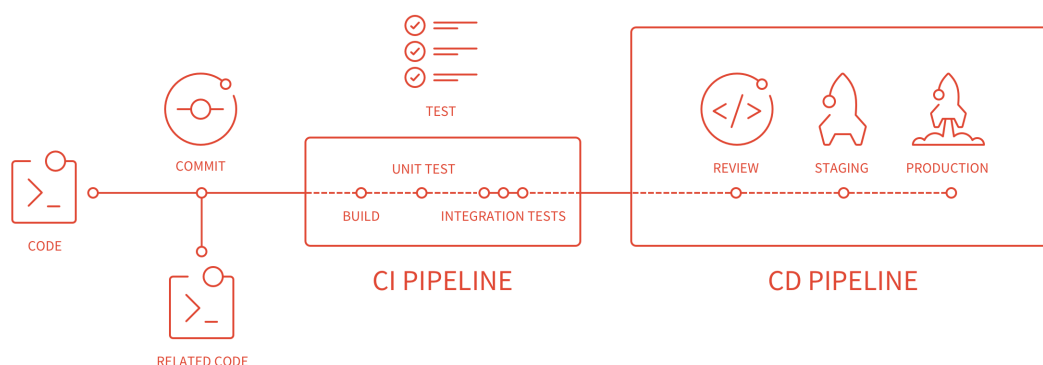 TEST
COMMIT
UNIT TEST
REVIEW
STAGING
PRODUCTION
BUILD
INTEGRATION TESTS
CODE
CI PIPELINE
CD PIPELINE
RELATED CODE